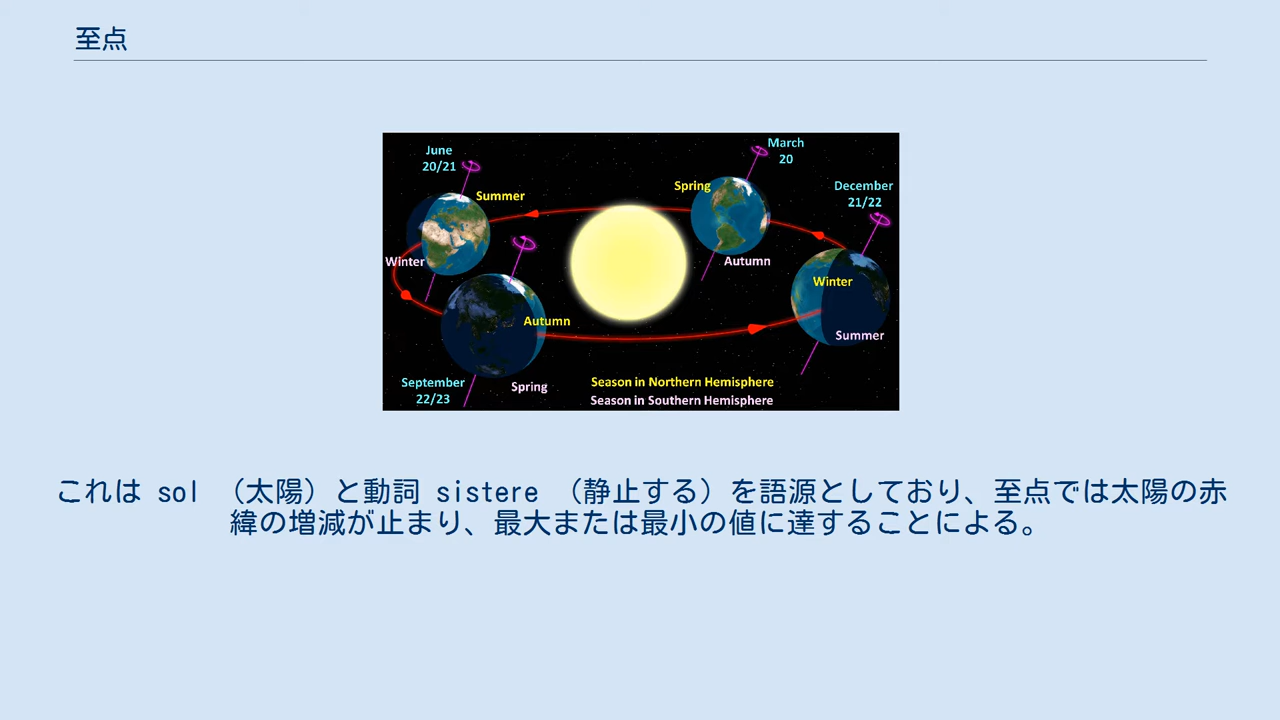 至点
June
20/21
Summer
Winter
March
20
Spring
Autumn
December
21/22
Winter
Summer
Autumn
September
22/23
Spring
Season in Northern Hemisphere
Season in Southern Hemisphere
これは sol （太陽）と動詞 sistere （静止する）を語源としており、至点では太陽の赤
緯の増減が止まり、最大または最小の値に達することによる。